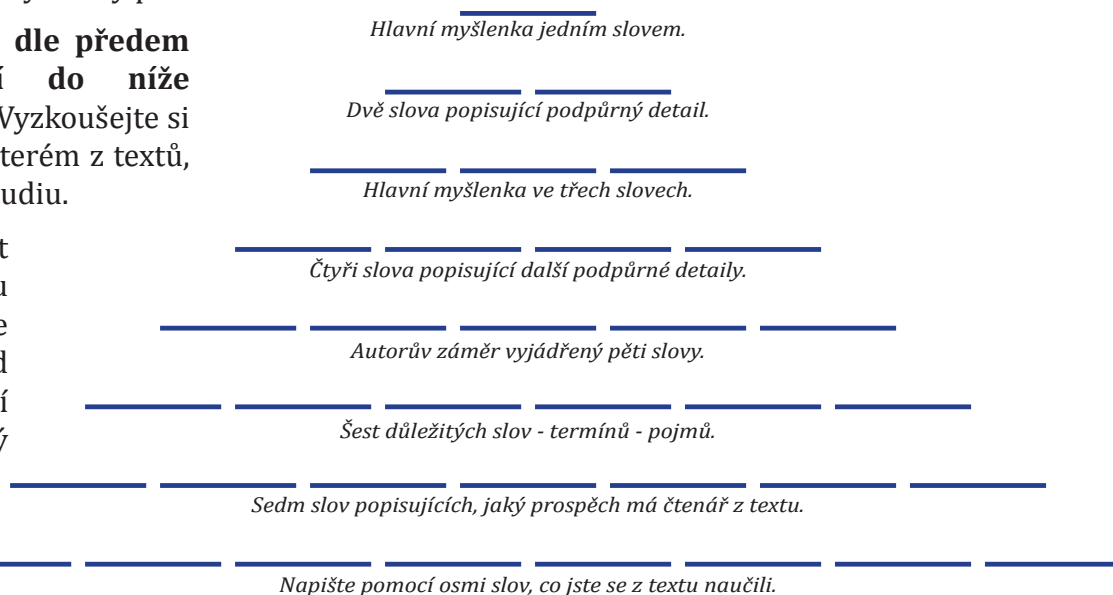 dle předem
do níže
Vyzkoušejte si
terém z textů,
udiu.
Hlavní myšlenka jedním slovem.
Dvě slova popisující podpůrný detail.
Hlavní myšlenka ve třech slovech.
Čtyři slova popisující další podpůrné detaily.
Autorův záměr vyjádřený pěti slovy.
Šest důležitých slov - termínů - pojmů.
Sedm slov popisujících, jaký prospěch má čtenář z textu.
Napište pomocí osmi slov, co jste se z textu naučili.